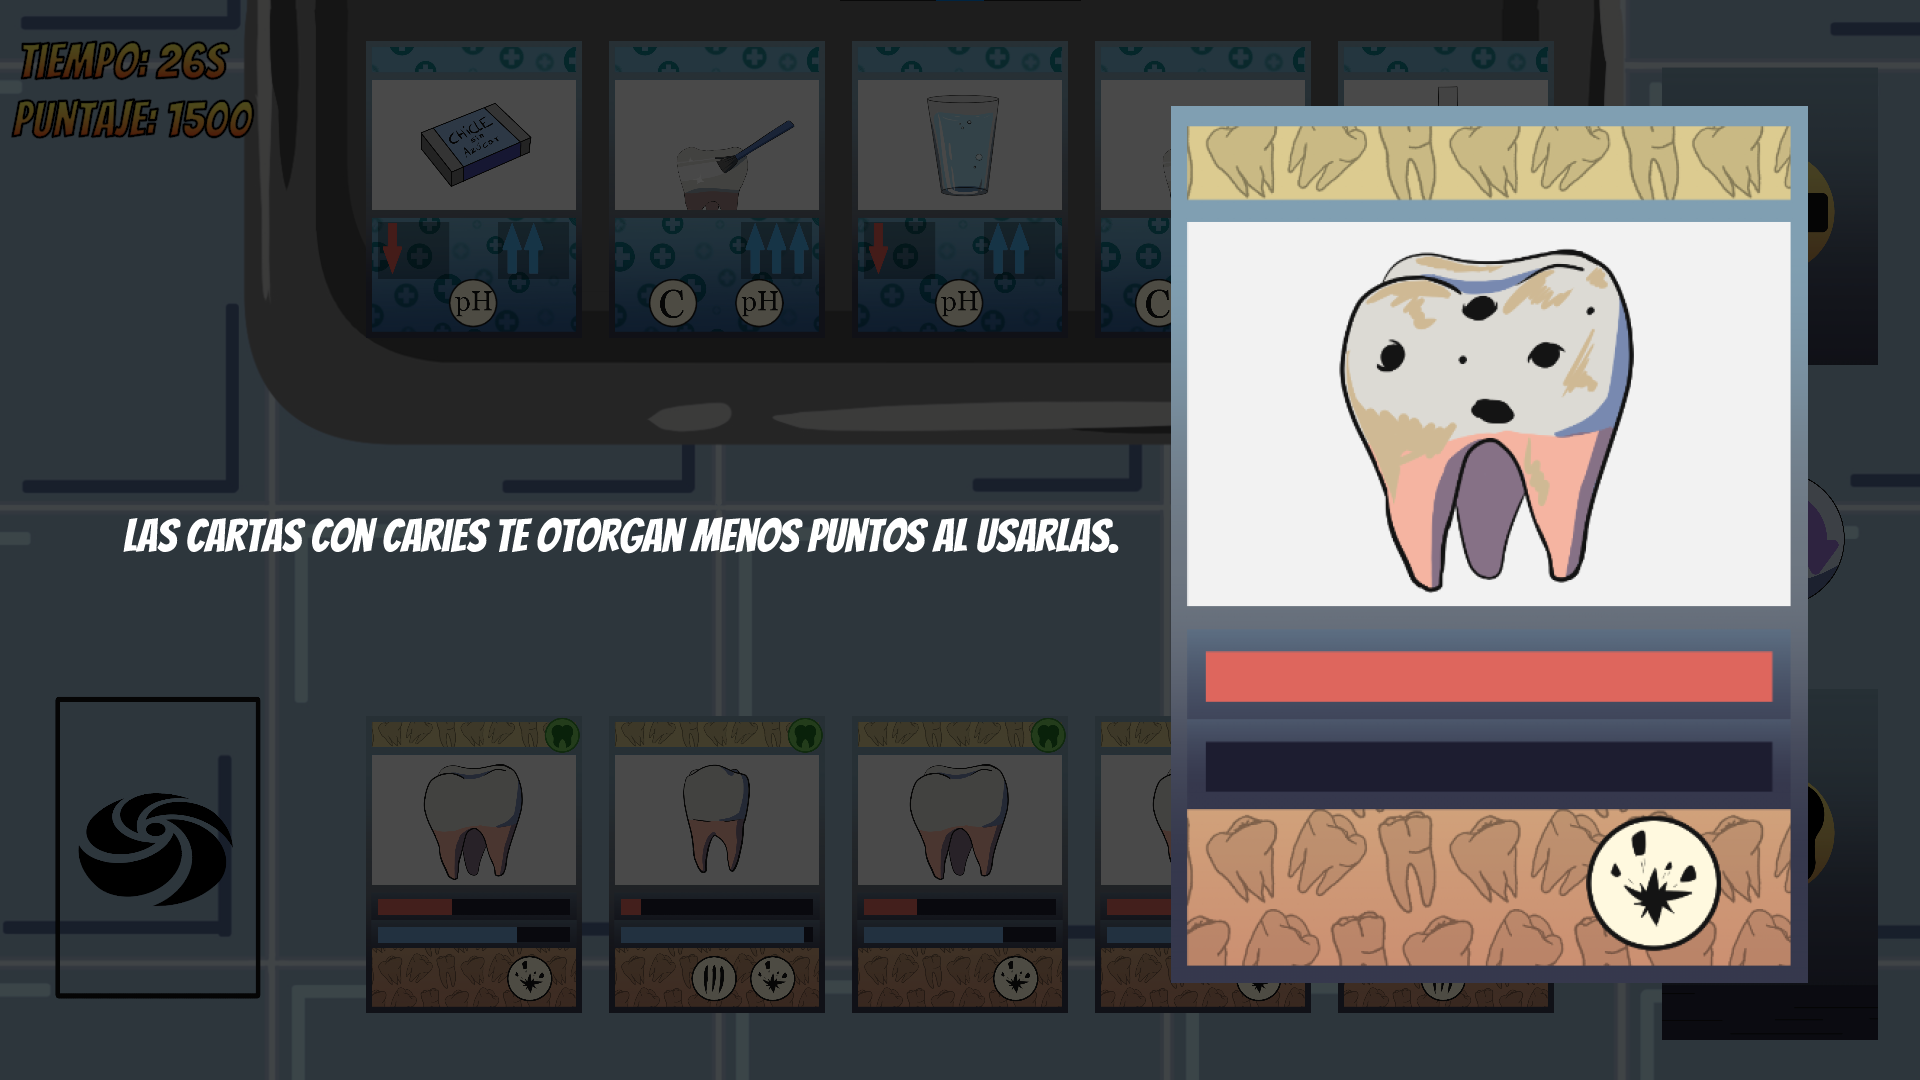 TIEMPO: 26S
PUNTAJE: 1500
CHICLE
sin
Azúcar
pH
C
pH
pH
C
LAS CARTAS CON CARIES TE OTORGAN MENOS PUNTOS AL USARLAS.